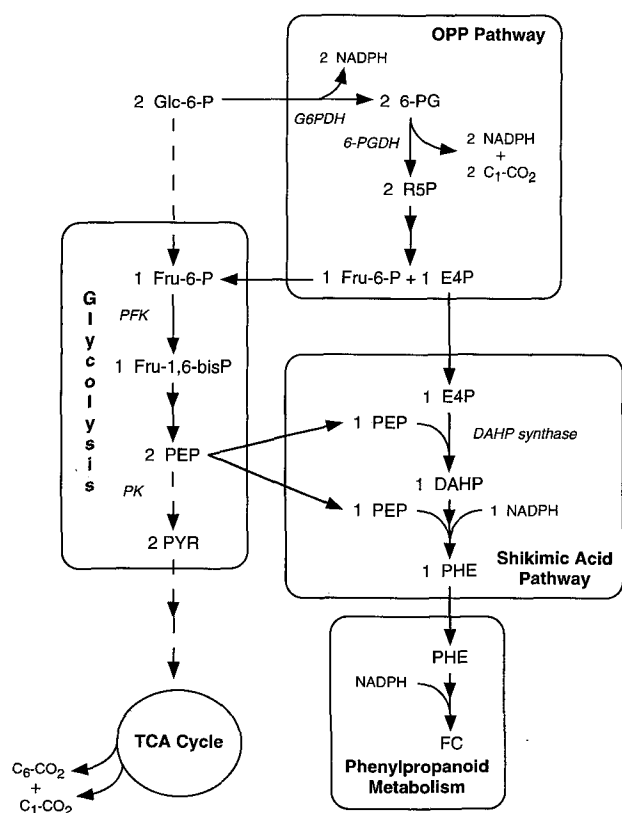 OPP Pathway
2 NADPH
2 Glc-6-P
2 6-PG
G6PDH
6-PGDH
2 NADPH
+
2 C₁-CO₂
2 R5P
1 Fru-6-P
1 Fru-6-P + 1 E4P
Glycolysis
PFK
1 Fru-1,6-bisP
1 E4P
1 PEP
DAHP synthase
2 PEP
1 DAHP
PK
1 PEP
1 NADPH
2 PYR
Shikimic Acid
Pathway
1 PHE
PHE
NADPH
TCA Cycle
FC
C₆-CO₂
+
C₁-CO₂
Phenylpropanoid
Metabolism